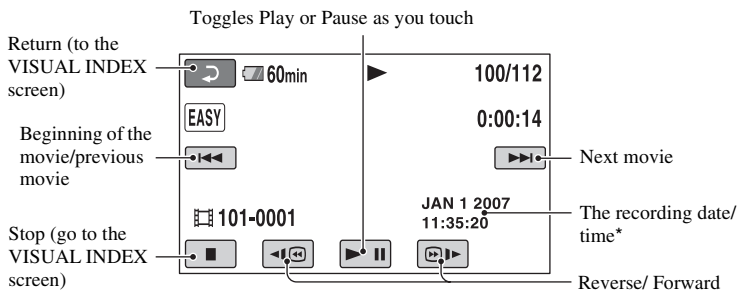 Toggles Play or Pause as you touch
Return (to the
VISUAL INDEX
screen)
60min
100/112
EASY
0:00:14
Beginning of the
movie/previous
movie
Next movie
101-0001
JAN 1 2007
11:35:20
The recording date/
time*
Stop (go to the
VISUAL INDEX
screen)
Reverse/ Forward